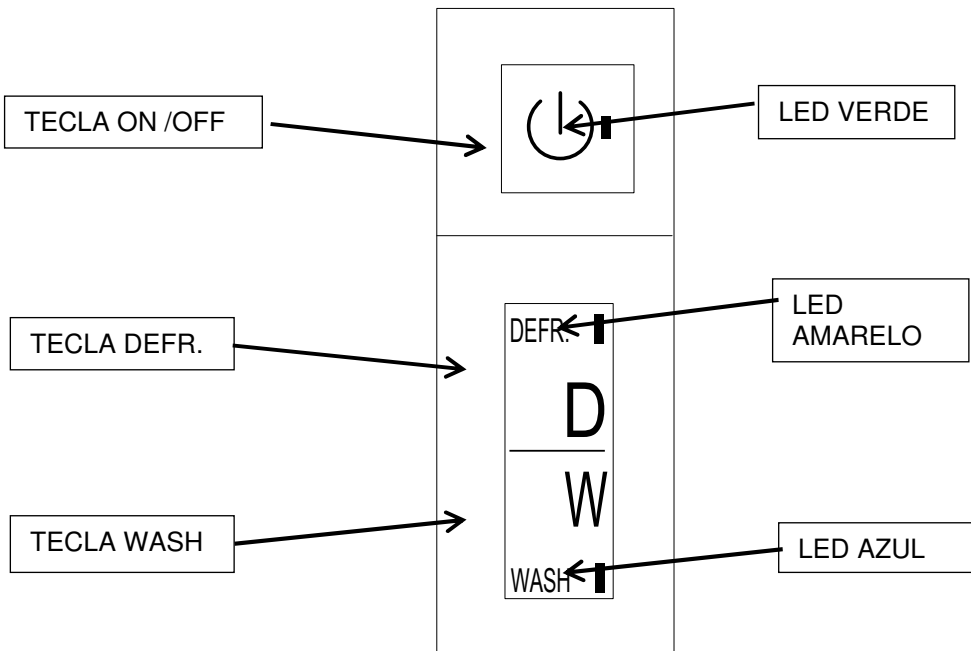 TECLA ON /OFF
LED VERDE
TECLA DEFR.
DEFR.
LED
AMARELO
D
W
TECLA WASH
WASH
LED AZUL